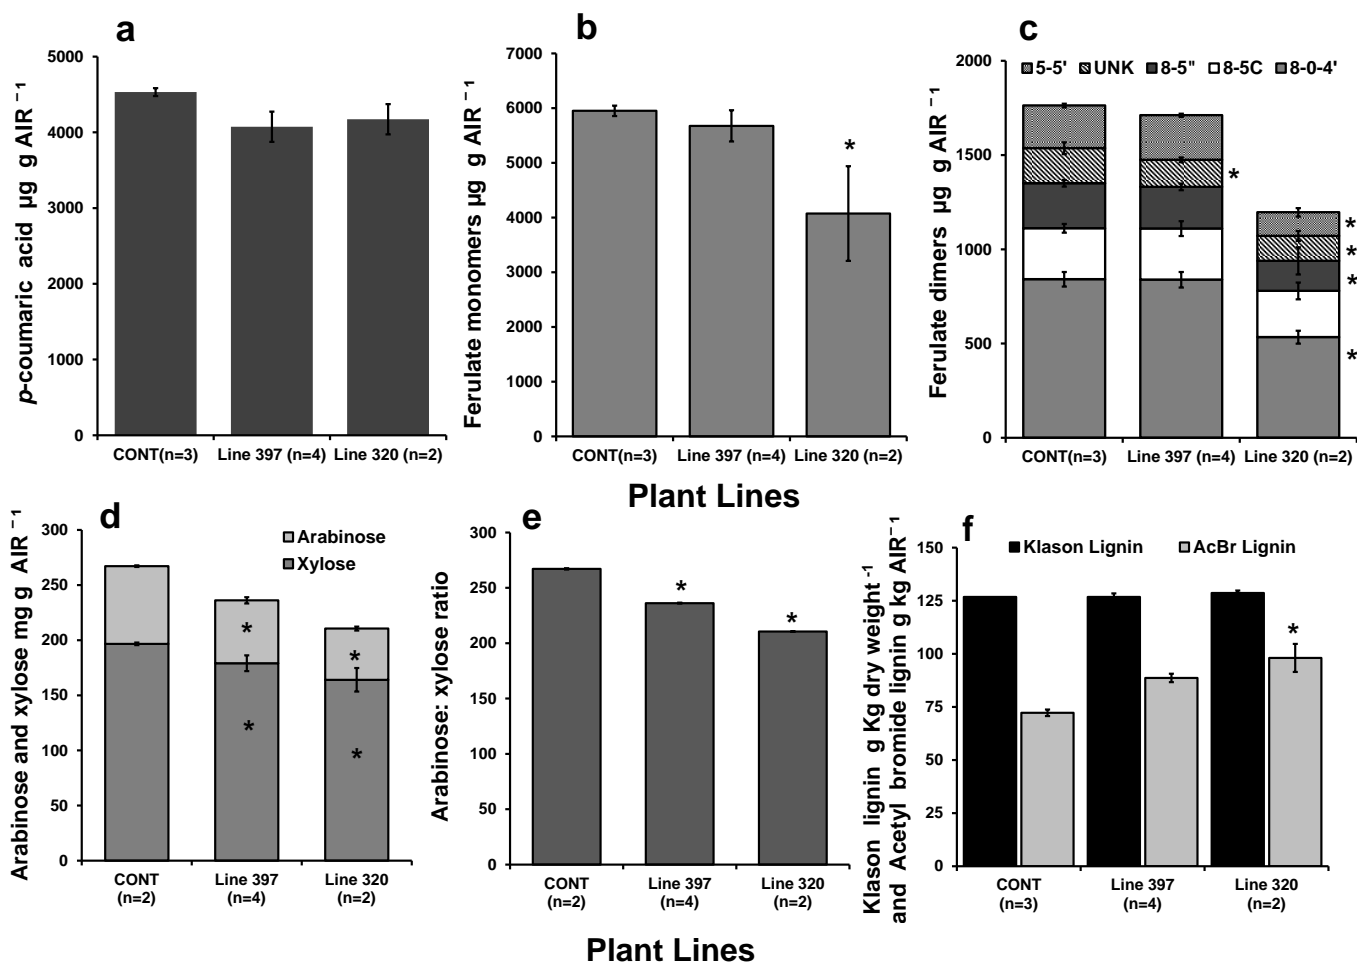 a
p-coumaric acid µg g AIR⁻¹
5000
4000
3000
2000
1000
0
CONT(n=3) Line 397 (n=4) Line 320 (n=2)
b
Ferulate monomers µg g AIR⁻¹
7000
6000
5000
4000
3000
2000
1000
0
*
CONT(n=3) Line 397 (n=4) Line 320 (n=2)
c
Ferulate dimers µg g AIR⁻¹
5-5' UNK 8-5" 8-5C 8-0-4'
2000
1500
1000
500
0
*
*
*
*
*
CONT(n=3) Line 397 (n=4) Line 320 (n=2)
Plant Lines
d
Arabinose and xylose mg g AIR⁻¹
Arabinose
Xylose
300
250
200
150
100
50
0
*
*
*
*
CONT Line 397 Line 320
(n=2) (n=4) (n=2)
e
Arabinose: xylose ratio
300
250
200
150
100
50
0
*
*
CONT Line 397 Line 320
(n=2) (n=4) (n=2)
f
Klason lignin g Kg dry weight⁻¹
and Acetyl bromide lignin g kg AIR⁻¹
Klason Lignin AcBr Lignin
150
125
100
75
50
25
0
*
CONT Line 397 Line 320
(n=3) (n=4) (n=2)
Plant Lines